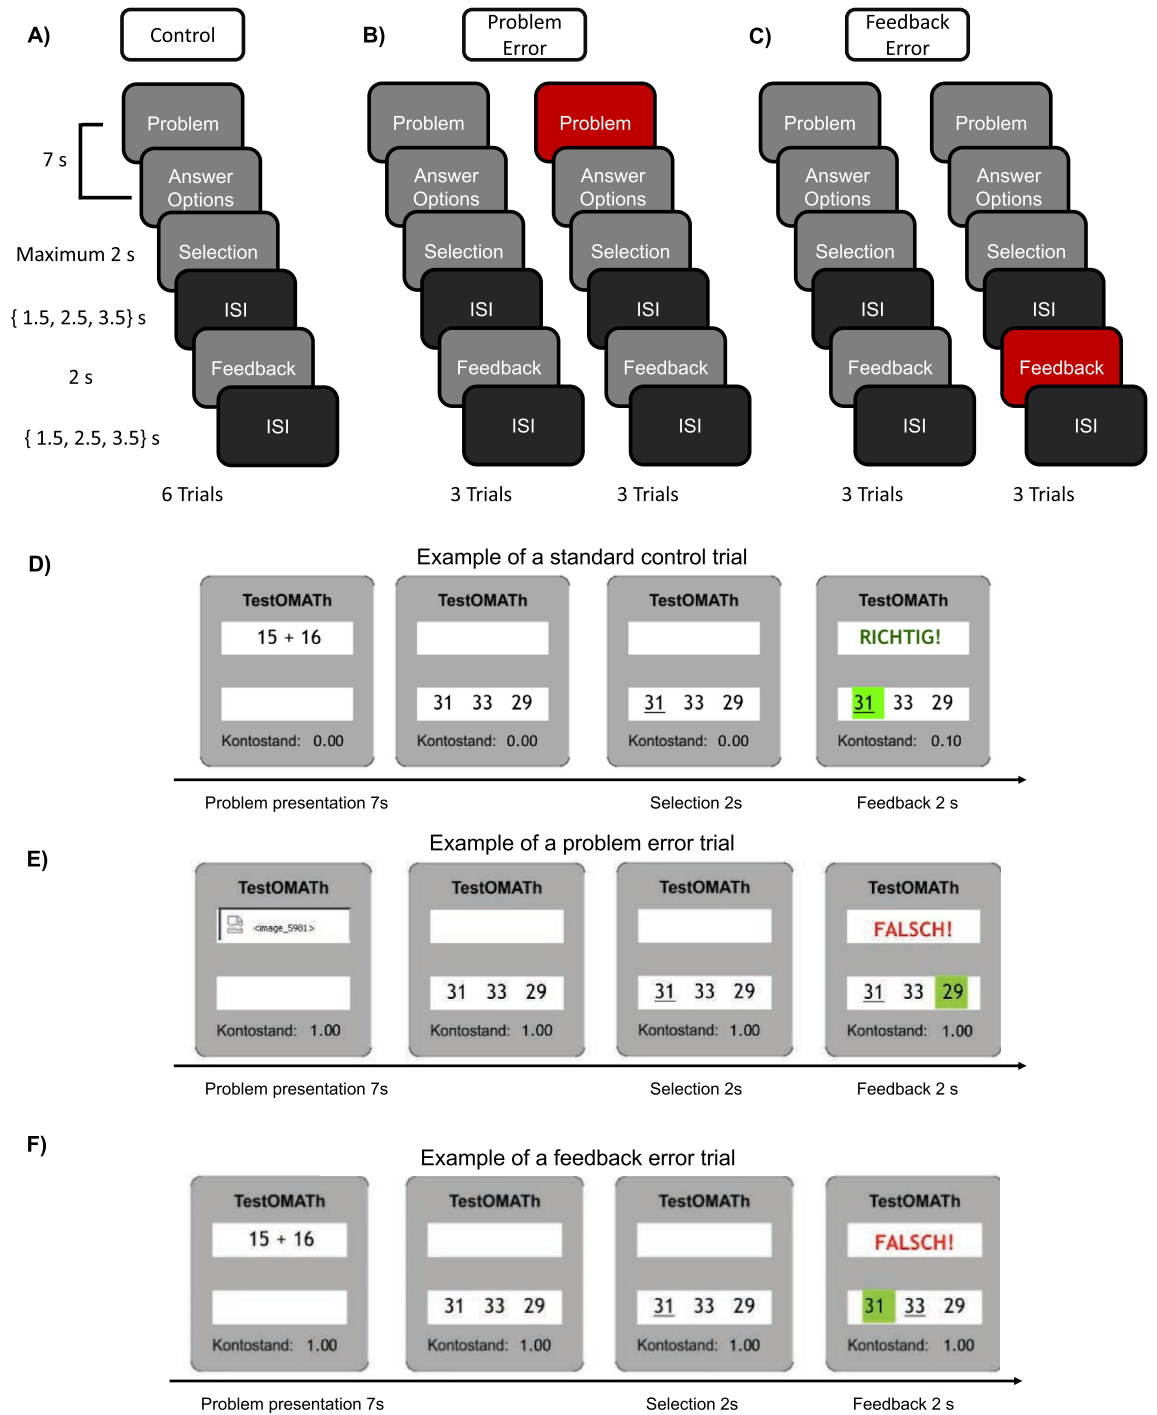 A)
Control
B)
Problem
Error
C)
Feedback
Error
7 s
Maximum 2 s
{ 1.5, 2.5, 3.5} s
2 s
{ 1.5, 2.5, 3.5} s
Problem
Answer
Options
Selection
ISI
Feedback
ISI
6 Trials
Problem
Answer
Options
Selection
ISI
Feedback
ISI
3 Trials
Problem
Answer
Options
Selection
ISI
Feedback
ISI
3 Trials
Problem
Answer
Options
Selection
ISI
Feedback
ISI
3 Trials
Problem
Answer
Options
Selection
ISI
Feedback
ISI
3 Trials
D)
Example of a standard control trial
TestOMATh
15 + 16
Kontostand: 0.00
TestOMATh
31 33 29
Kontostand: 0.00
TestOMATh
31 33 29
Kontostand: 0.00
TestOMATh
RICHTIG!
31 33 29
Kontostand: 0.10
Problem presentation 7s
Selection 2s
Feedback 2 s
E)
Example of a problem error trial
TestOMATh
<image_5981>
Kontostand: 1.00
TestOMATh
31 33 29
Kontostand: 1.00
TestOMATh
31 33 29
Kontostand: 1.00
TestOMATh
FALSCH!
31 33 29
Kontostand: 1.00
Problem presentation 7s
Selection 2s
Feedback 2 s
F)
Example of a feedback error trial
TestOMATh
15 + 16
Kontostand: 1.00
TestOMATh
31 33 29
Kontostand: 1.00
TestOMATh
31 33 29
Kontostand: 1.00
TestOMATh
FALSCH!
31 33 29
Kontostand: 1.00
Problem presentation 7s
Selection 2s
Feedback 2 s